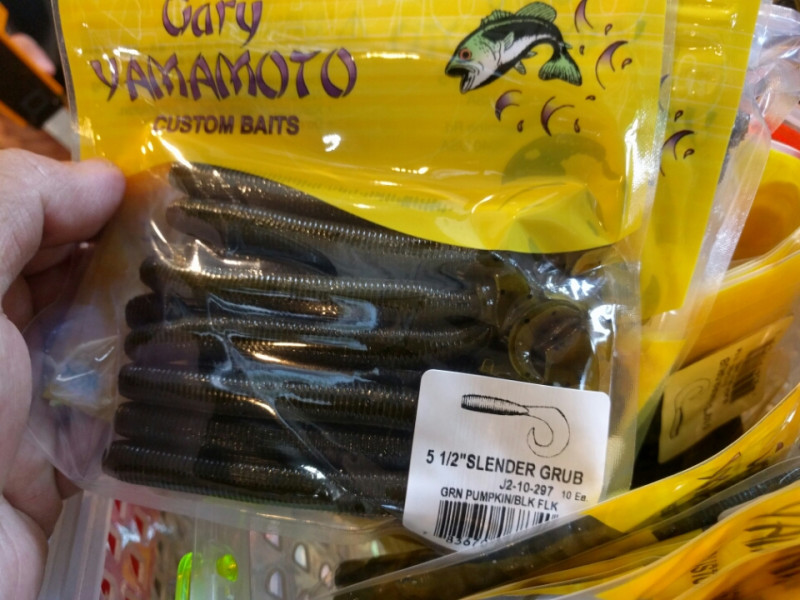 Gary
YAMAMOTO
CUSTOM BAITS
5 1/2"SLENDER GRUB
J2-10-297 10 Ea.
GRN PUMPKIN/BLK FLK